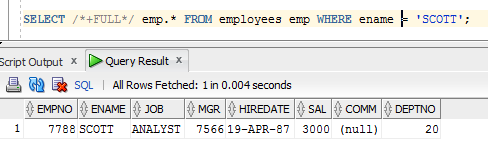 SELECT /*+FULL*/ emp.* FROM employees emp WHERE ename = 'SCOTT';
Script Output × Query Result ×
SQL | All Rows Fetched: 1 in 0.004 seconds
EMPNO ENAME JOB MGR HIREDATE SAL COMM DEPTNO
1 7788 SCOTT ANALYST 7566 19-APR-87 3000 (null) 20